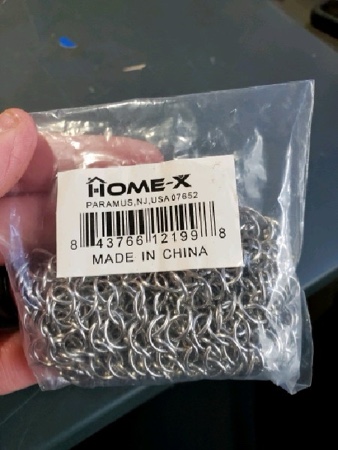 HOME-X
PARAMUS,NJ,USA 07652
8 43766 12199 8
MADE IN CHINA